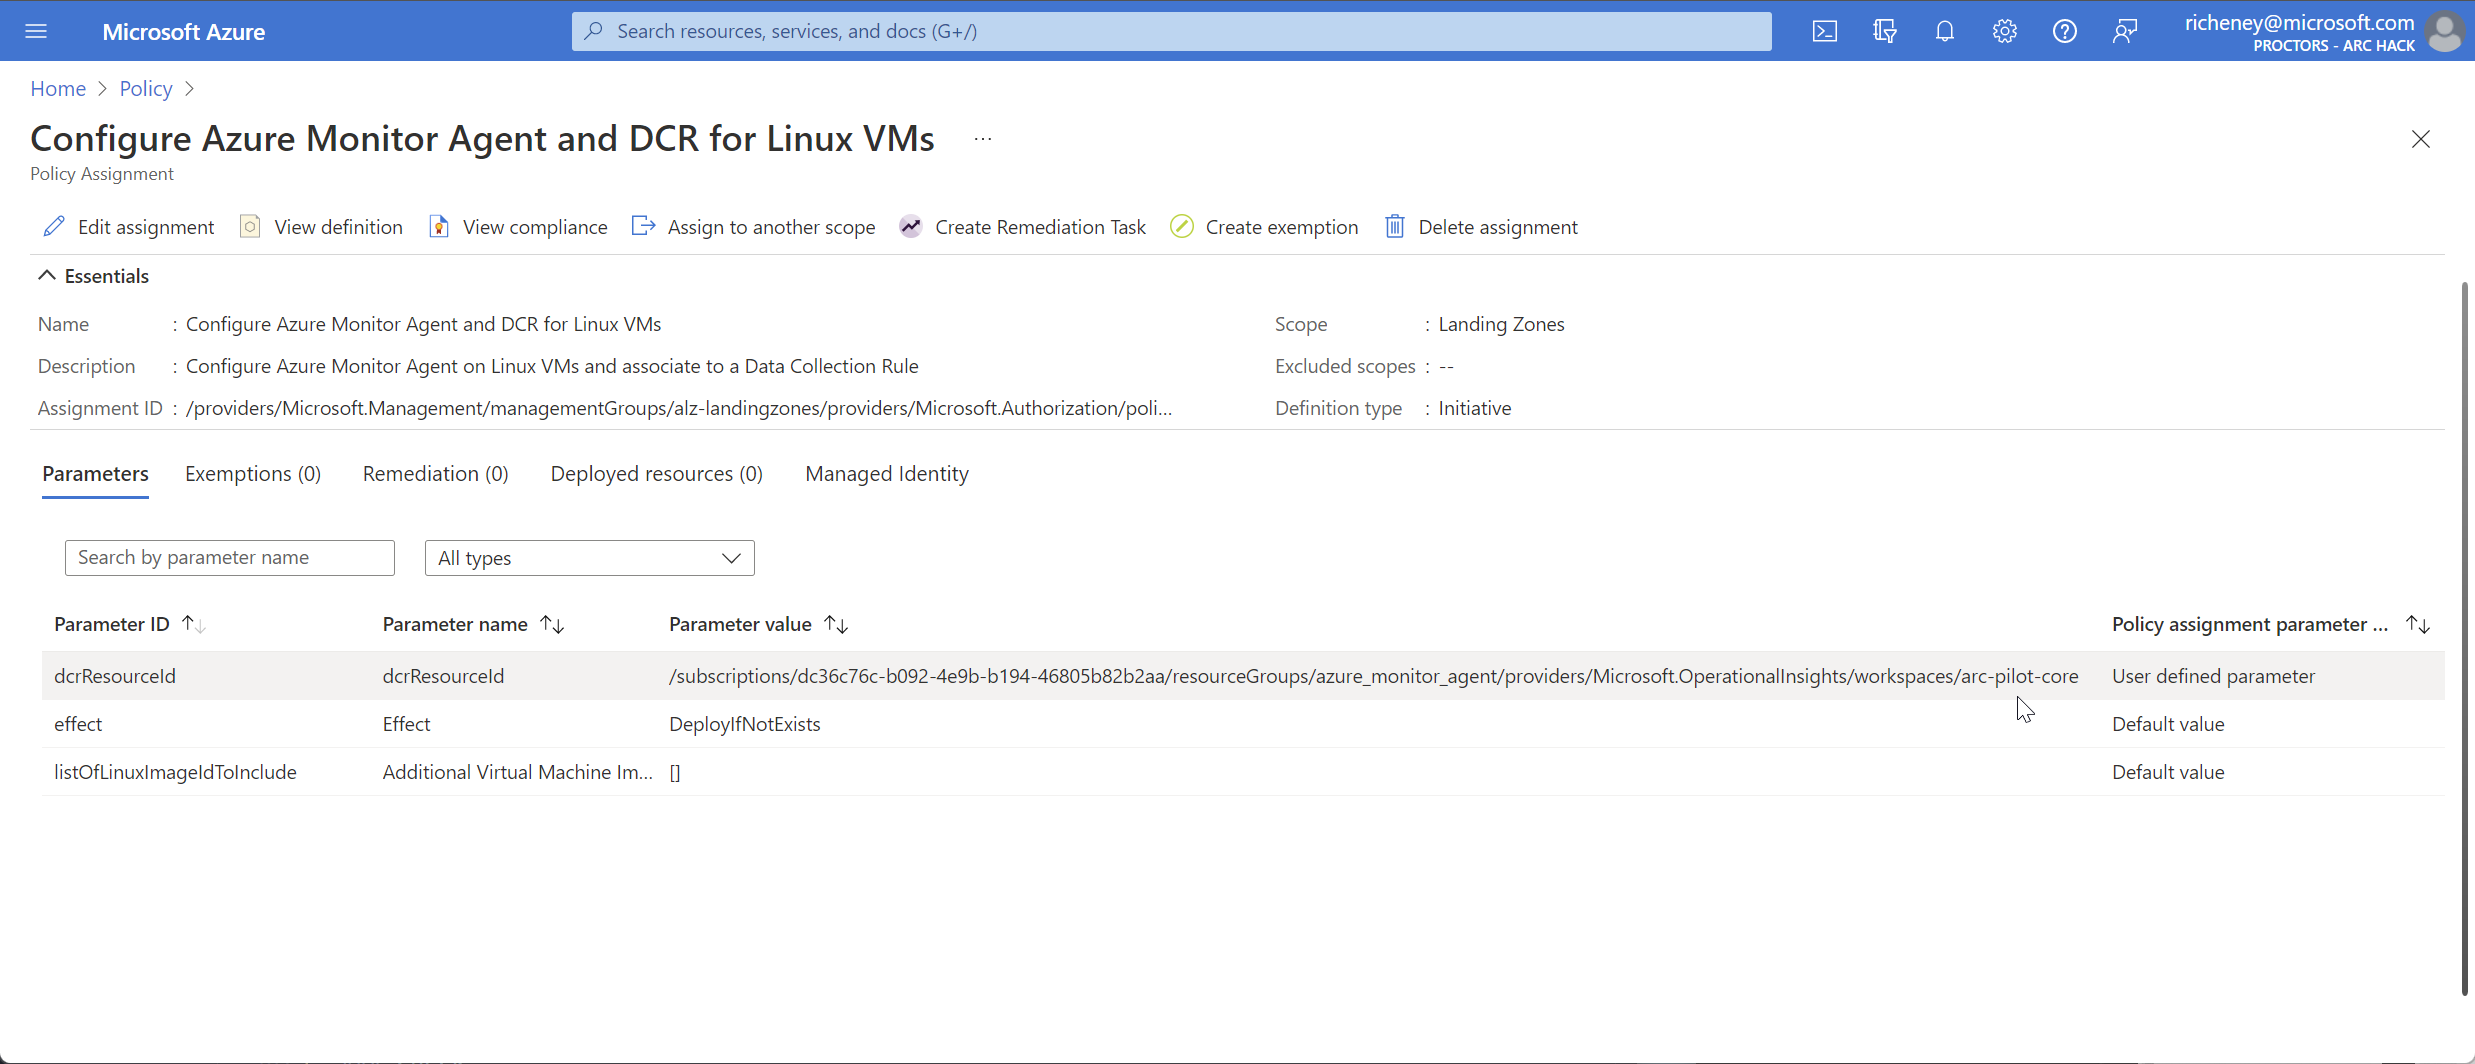 Microsoft Azure
Search resources, services, and docs (G+/)
richeney@microsoft.com
PROCTORS - ARC HACK
Home > Policy >
Configure Azure Monitor Agent and DCR for Linux VMs ...
Policy Assignment
Edit assignment View definition View compliance Assign to another scope Create Remediation Task Create exemption Delete assignment
Essentials
Name : Configure Azure Monitor Agent and DCR for Linux VMs
Scope : Landing Zones
Description : Configure Azure Monitor Agent on Linux VMs and associate to a Data Collection Rule
Excluded scopes : --
Assignment ID : /providers/Microsoft.Management/managementGroups/alz-landingzones/providers/Microsoft.Authorization/poli...
Definition type : Initiative
Parameters Exemptions (0) Remediation (0) Deployed resources (0) Managed Identity
Search by parameter name All types
Parameter ID Parameter name Parameter value Policy assignment parameter ...
dcrResourceId dcrResourceId /subscriptions/dc36c76c-b092-4e9b-b194-46805b82b2aa/resourceGroups/azure_monitor_agent/providers/Microsoft.OperationalInsights/workspaces/arc-pilot-core User defined parameter
effect Effect DeployIfNotExists Default value
listOfLinuxImageIdToInclude Additional Virtual Machine Im... [] Default value